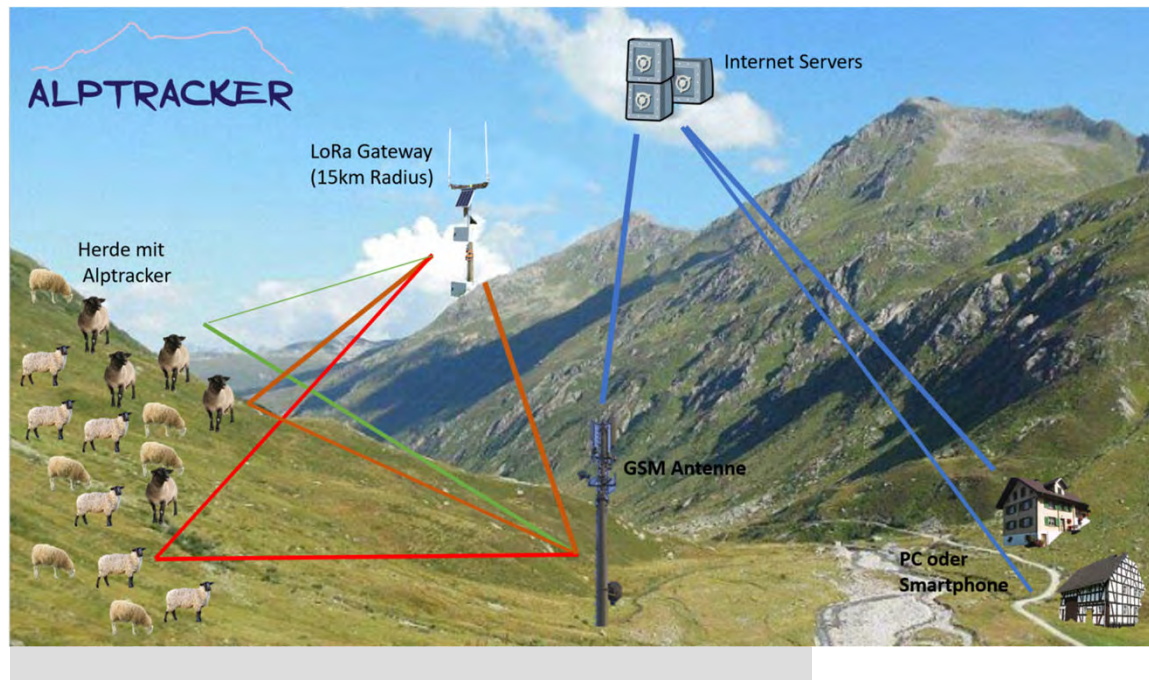 ALPTRACKER
Internet Servers
LoRa Gateway
(15km Radius)
Herde mit
Alptracker
GSM Antenne
PC oder
Smartphone